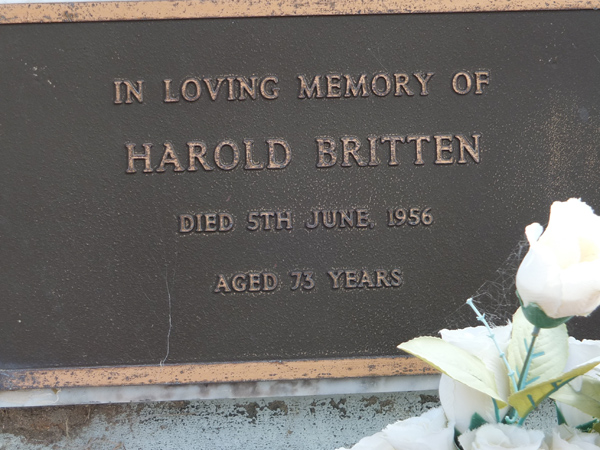 IN LOVING MEMORY OF
HAROLD BRITTEN
DIED 5TH JUNE, 1956
AGED 73 YEARS